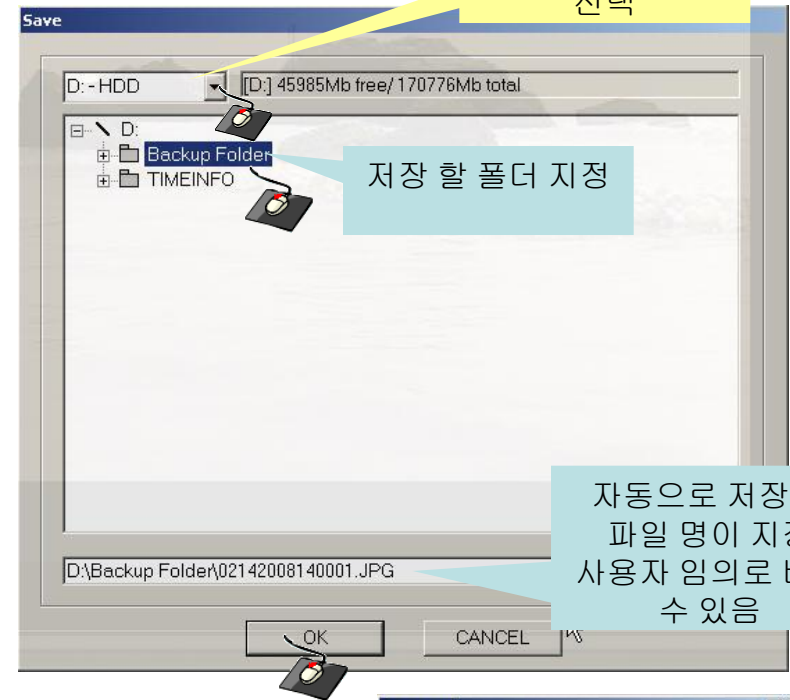 선택
Save
D: - HDD
[D:] 45985Mb free/ 170776Mb total
D:
Backup Folder
TIMEINFO
저장 할 폴더 지정
자동으로 저장
파일 명이
사용자 임의로
수 있음
D:\Backup Folder\02142008140001.JPG
OK
CANCEL